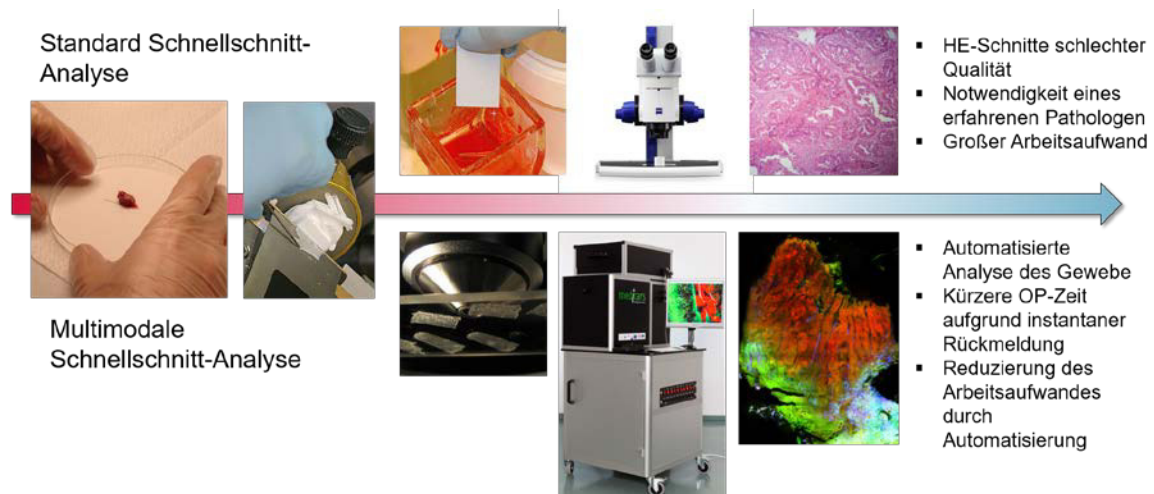 Standard Schnellschnitt-
Analyse
▪ HE-Schnitte schlechter
Qualität
▪ Notwendigkeit eines
erfahrenen Pathologen
▪ Großer Arbeitsaufwand
Multimodale
Schnellschnitt-Analyse
▪ Automatisierte
Analyse des Gewebe
▪ Kürzere OP-Zeit
aufgrund instantaner
Rückmeldung
▪ Reduzierung des
Arbeitsaufwandes
durch
Automatisierung